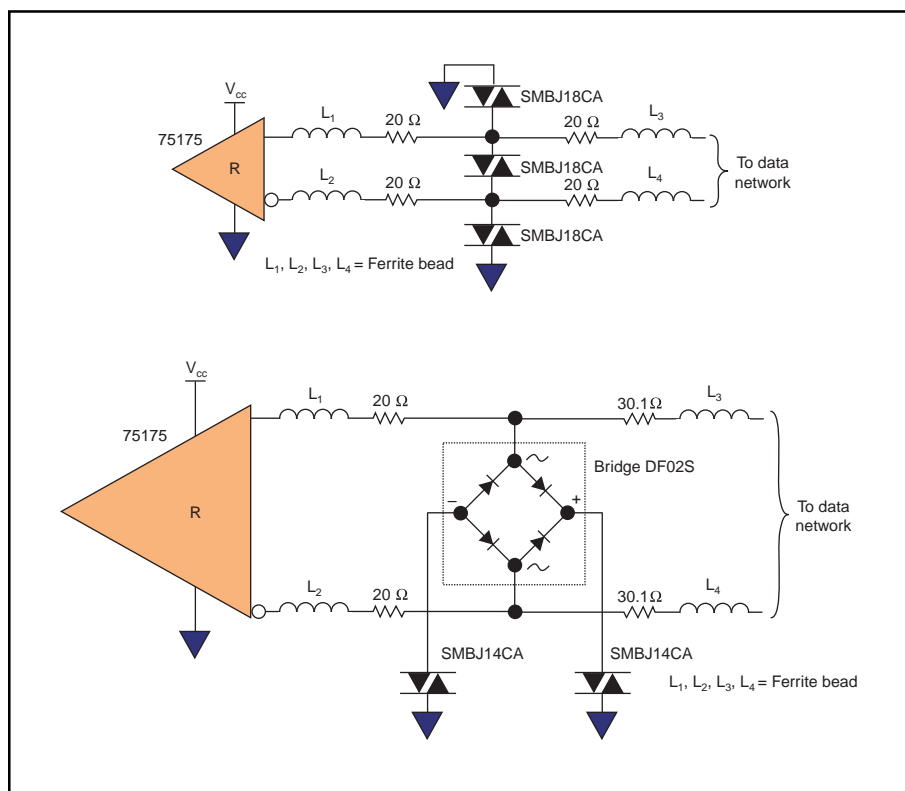 V_cc
SMBJ18CA
75175
L₁
20 Ω
20 Ω
L₃
R
SMBJ18CA
To data
network
L₂
20 Ω
20 Ω
L₄
SMBJ18CA
L₁, L₂, L₃, L₄ = Ferrite bead
V_cc
75175
L₁
20 Ω
30.1Ω
L₃
Bridge DF02S
–
+
R
To data
network
L₂
20 Ω
30.1Ω
L₄
SMBJ14CA
SMBJ14CA
L₁, L₂, L₃, L₄ = Ferrite bead